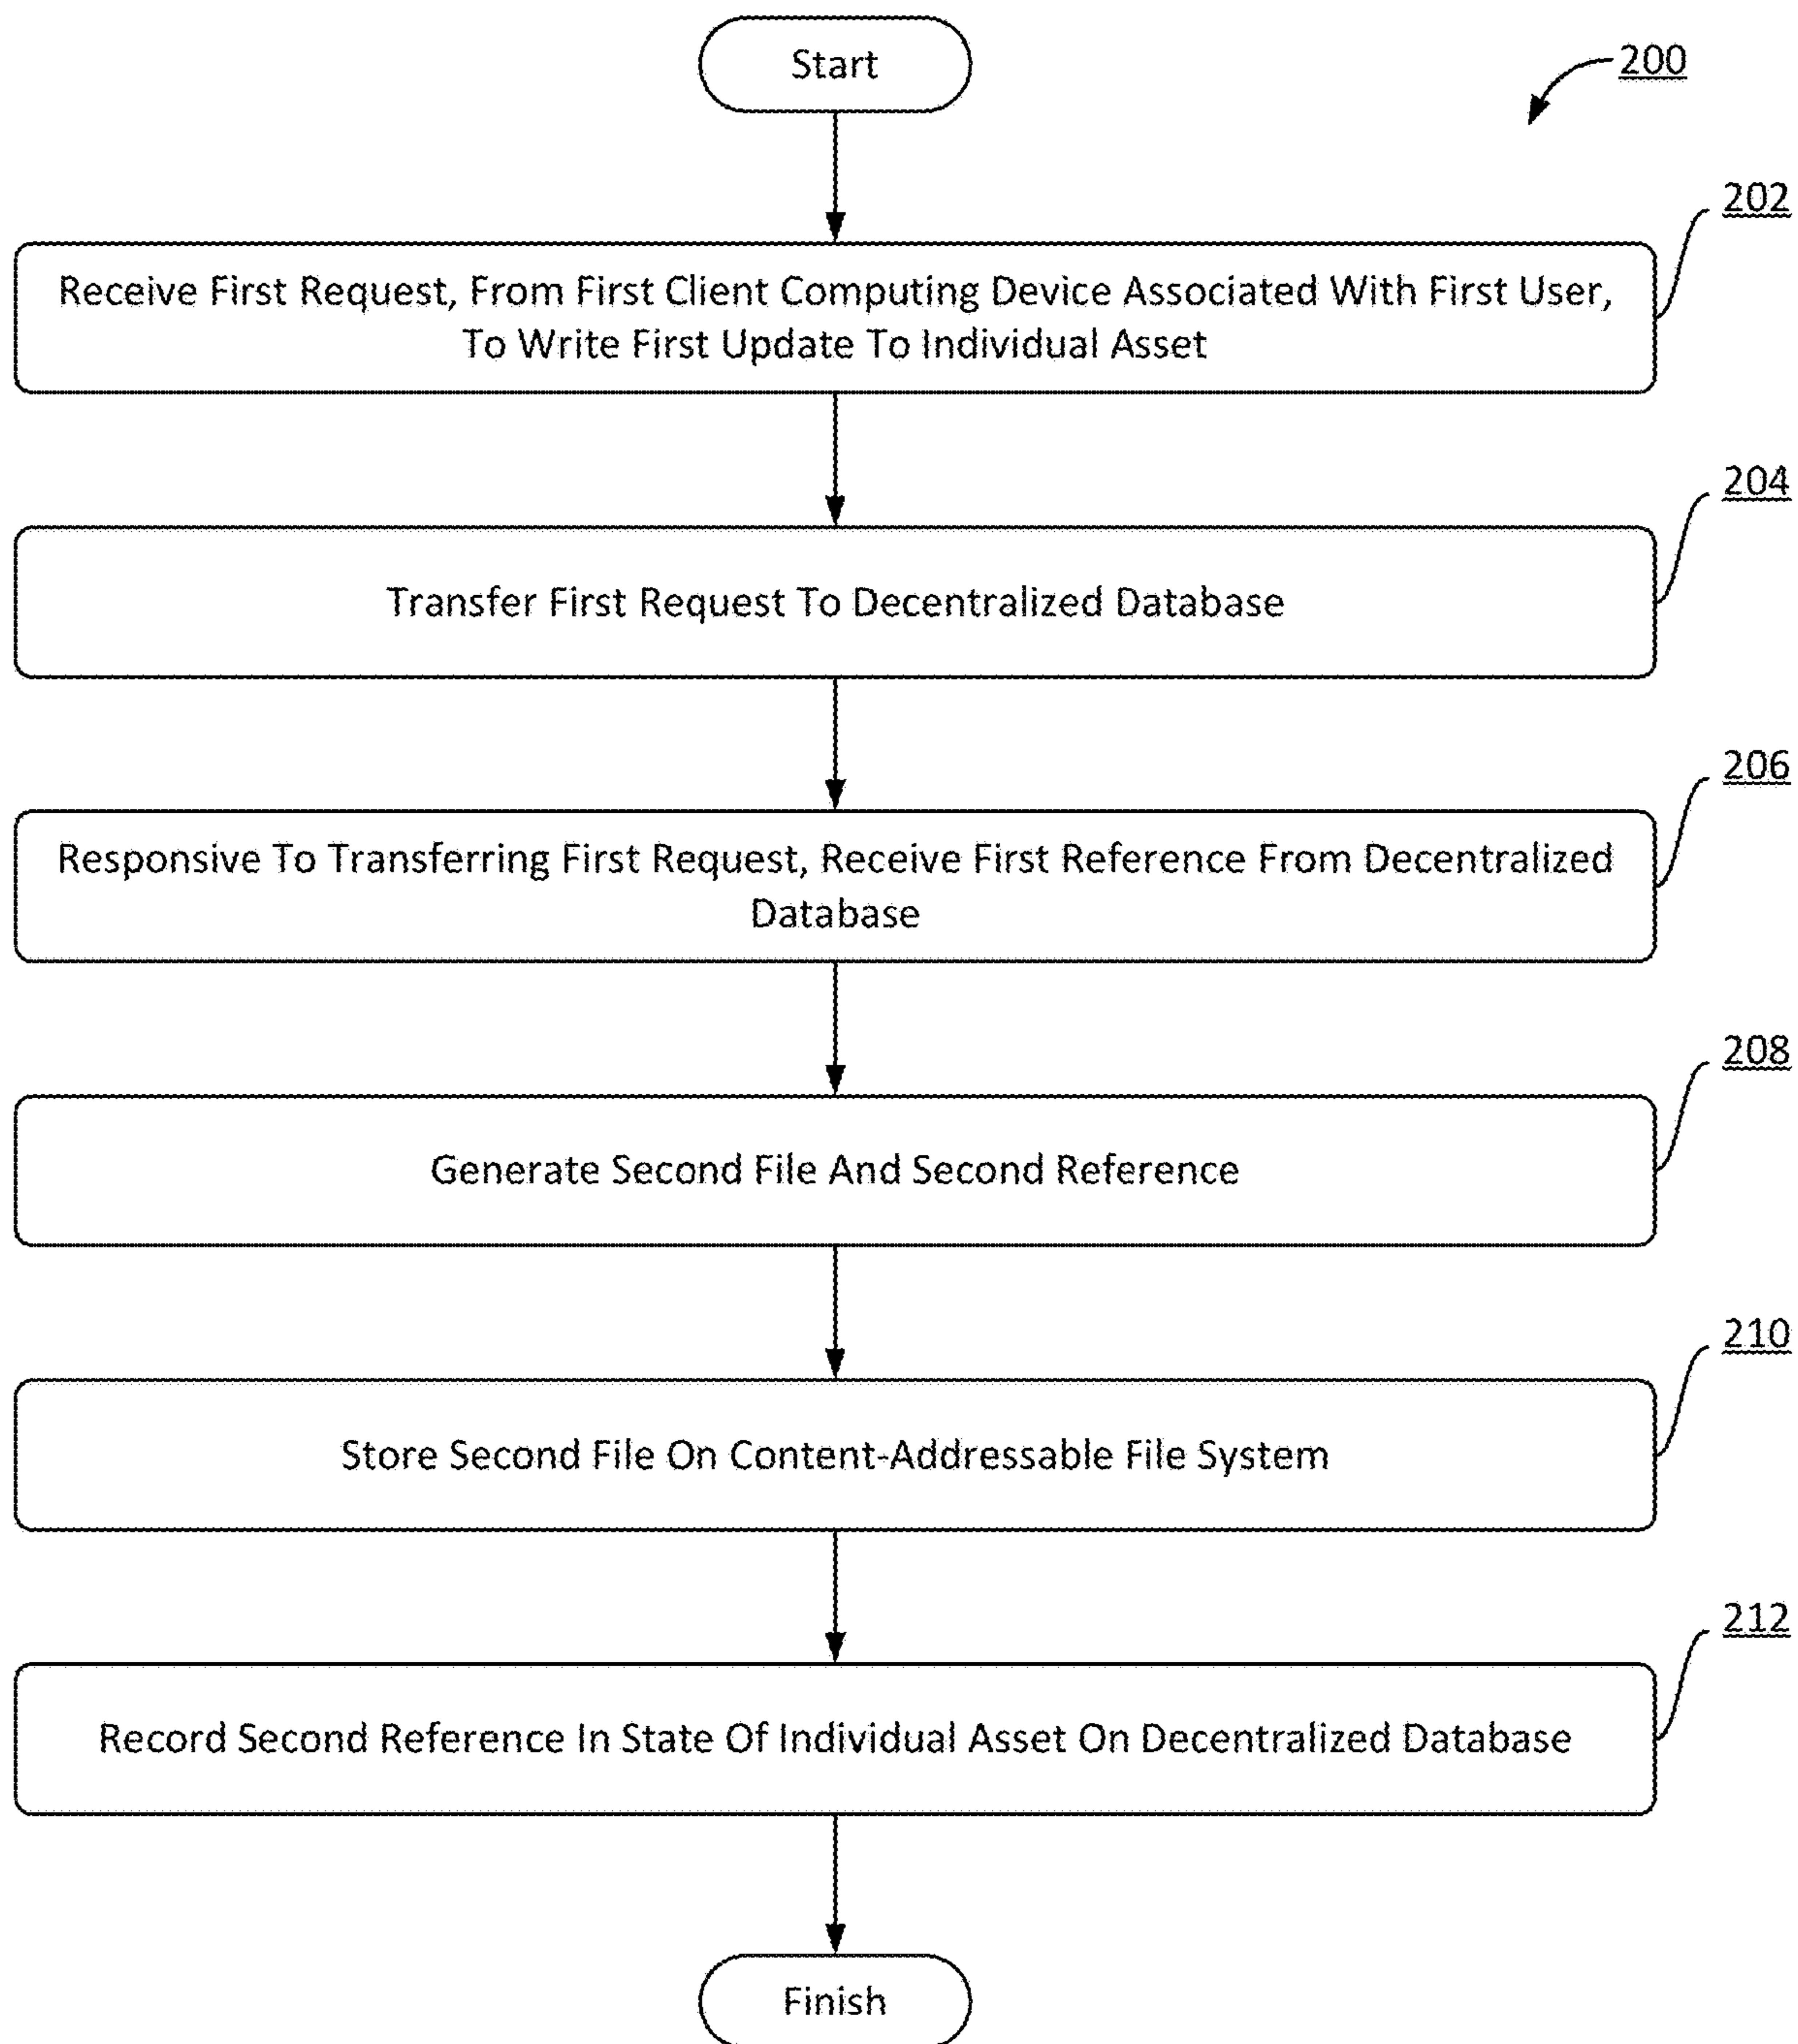 Start
200
202
Receive First Request, From First Client Computing Device Associated With First User,
To Write First Update To Individual Asset
204
Transfer First Request To Decentralized Database
206
Responsive To Transferring First Request, Receive First Reference From Decentralized
Database
208
Generate Second File And Second Reference
210
Store Second File On Content-Addressable File System
212
Record Second Reference In State Of Individual Asset On Decentralized Database
Finish